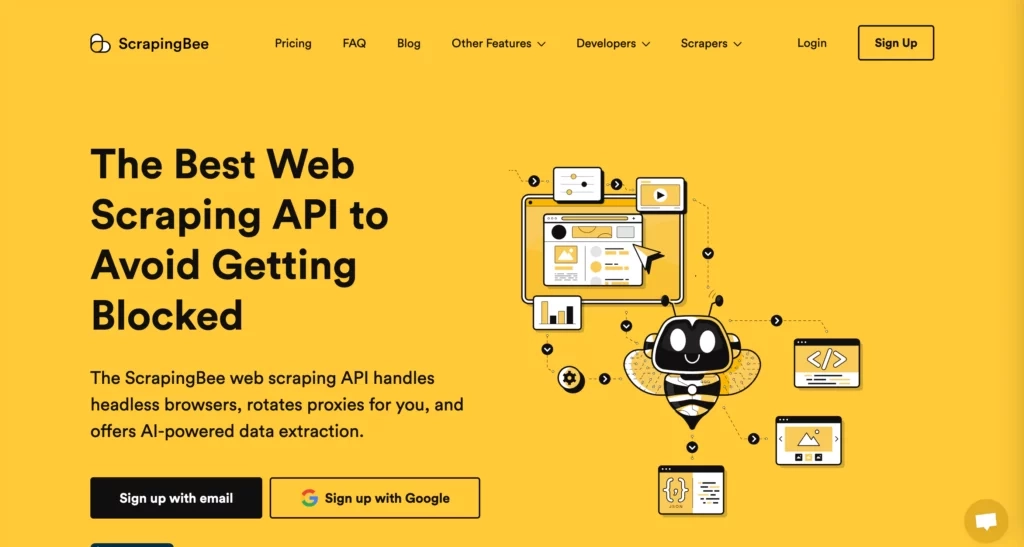 ScrapingBee
Pricing
FAQ
Blog
Other Features
Developers
Scrapers
Login
Sign Up
The Best Web
Scraping API to
Avoid Getting
Blocked
The ScrapingBee web scraping API handles
headless browsers, rotates proxies for you, and
offers AI-powered data extraction.
Sign up with email
Sign up with Google
</>
{;}
JSON